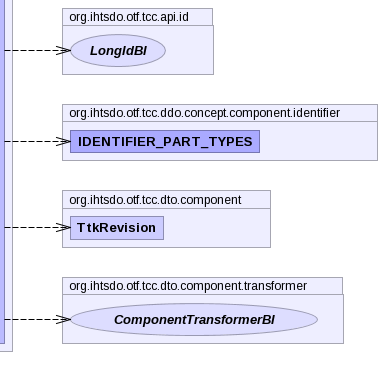 org.ihtsdo.otf.tcc.api.id
LongIdBI
org.ihtsdo.otf.tcc.ddo.concept.component.identifier
IDENTIFIER_PART_TYPES
org.ihtsdo.otf.tcc.dto.component
TtkRevision
org.ihtsdo.otf.tcc.dto.component.transformer
ComponentTransformerBI